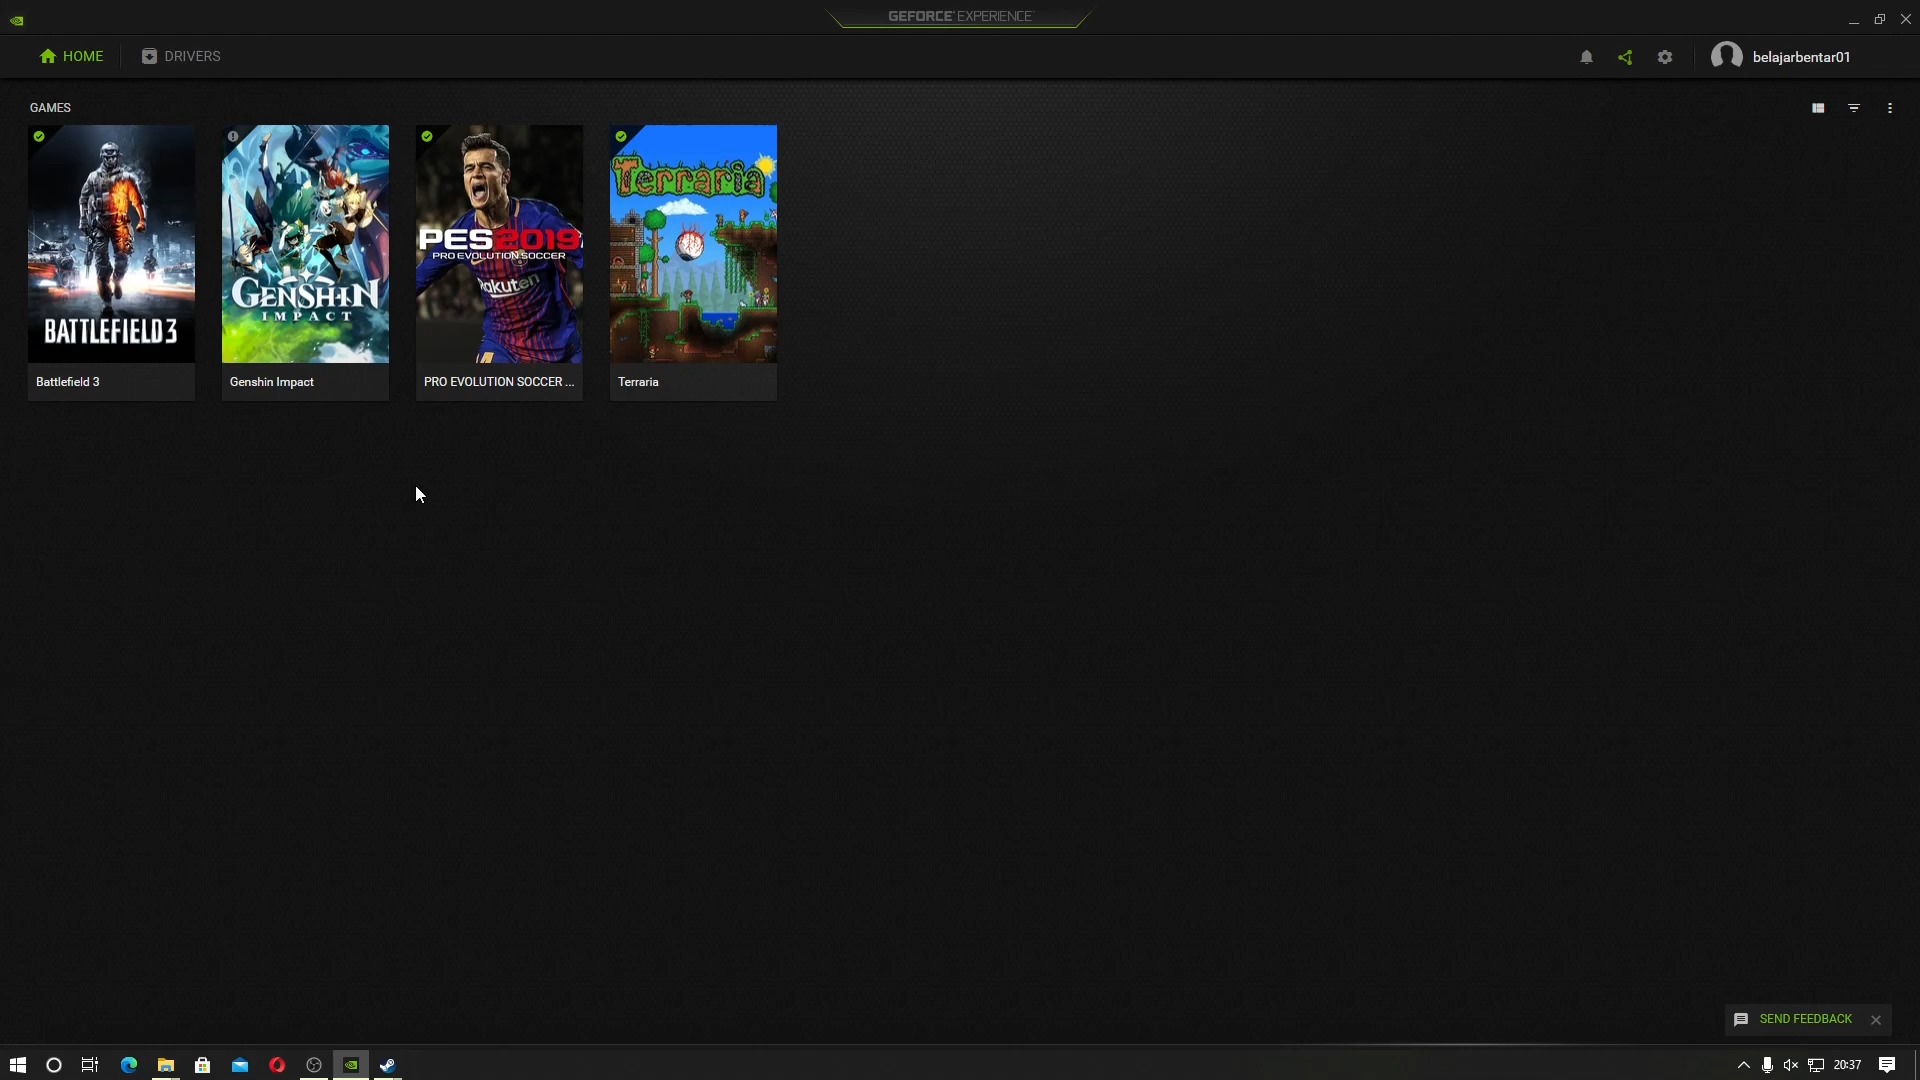 GEFORCE EXPERIENCE
HOME
DRIVERS
belajarbentar01
GAMES
BATTLEFIELD 3
GENSHIN
IMPACT
PES2019
PRO EVOLUTION SOCCER
Rakuten
Terraria
Battlefield 3
Genshin Impact
PRO EVOLUTION SOCCER ...
Terraria
SEND FEEDBACK
20:37